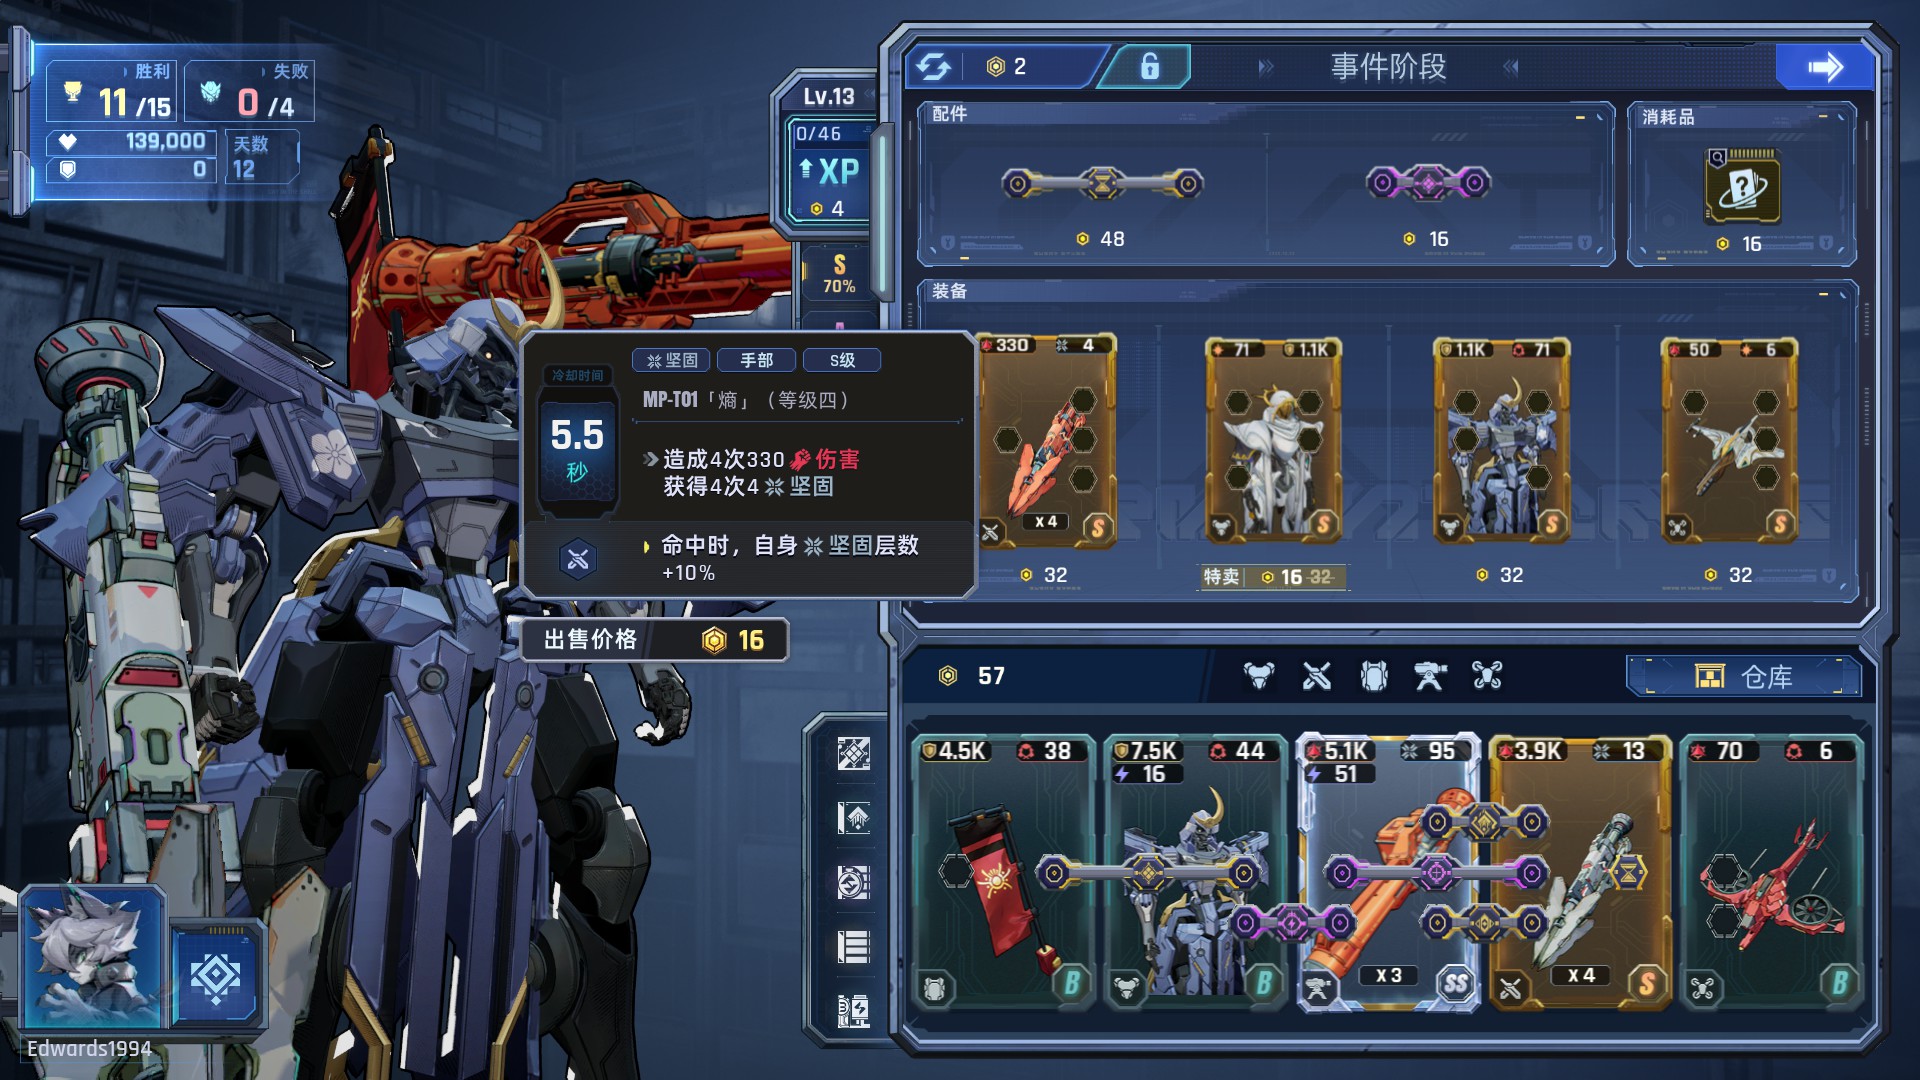 胜利
11/15
失败
0/4
139,000
0
天数
12
Lv.13
0/46
XP
4
S
70%
2
事件阶段
配件
48
16
消耗品
16
装备
330
4
x4
S
32
71
1.1K
S
特卖
16 32
1.1K
71
S
32
50
6
S
32
冷却时间
5.5
秒
坚固
手部
S级
MP-T01「熵」（等级四）
造成4次330伤害
获得4次4坚固
命中时，自身坚固层数
+10%
出售价格
16
57
仓库
4.5K
38
B
7.5K
44
16
B
5.1K
95
51
x3
SS
3.9K
13
x4
S
70
6
B
Edwards1994